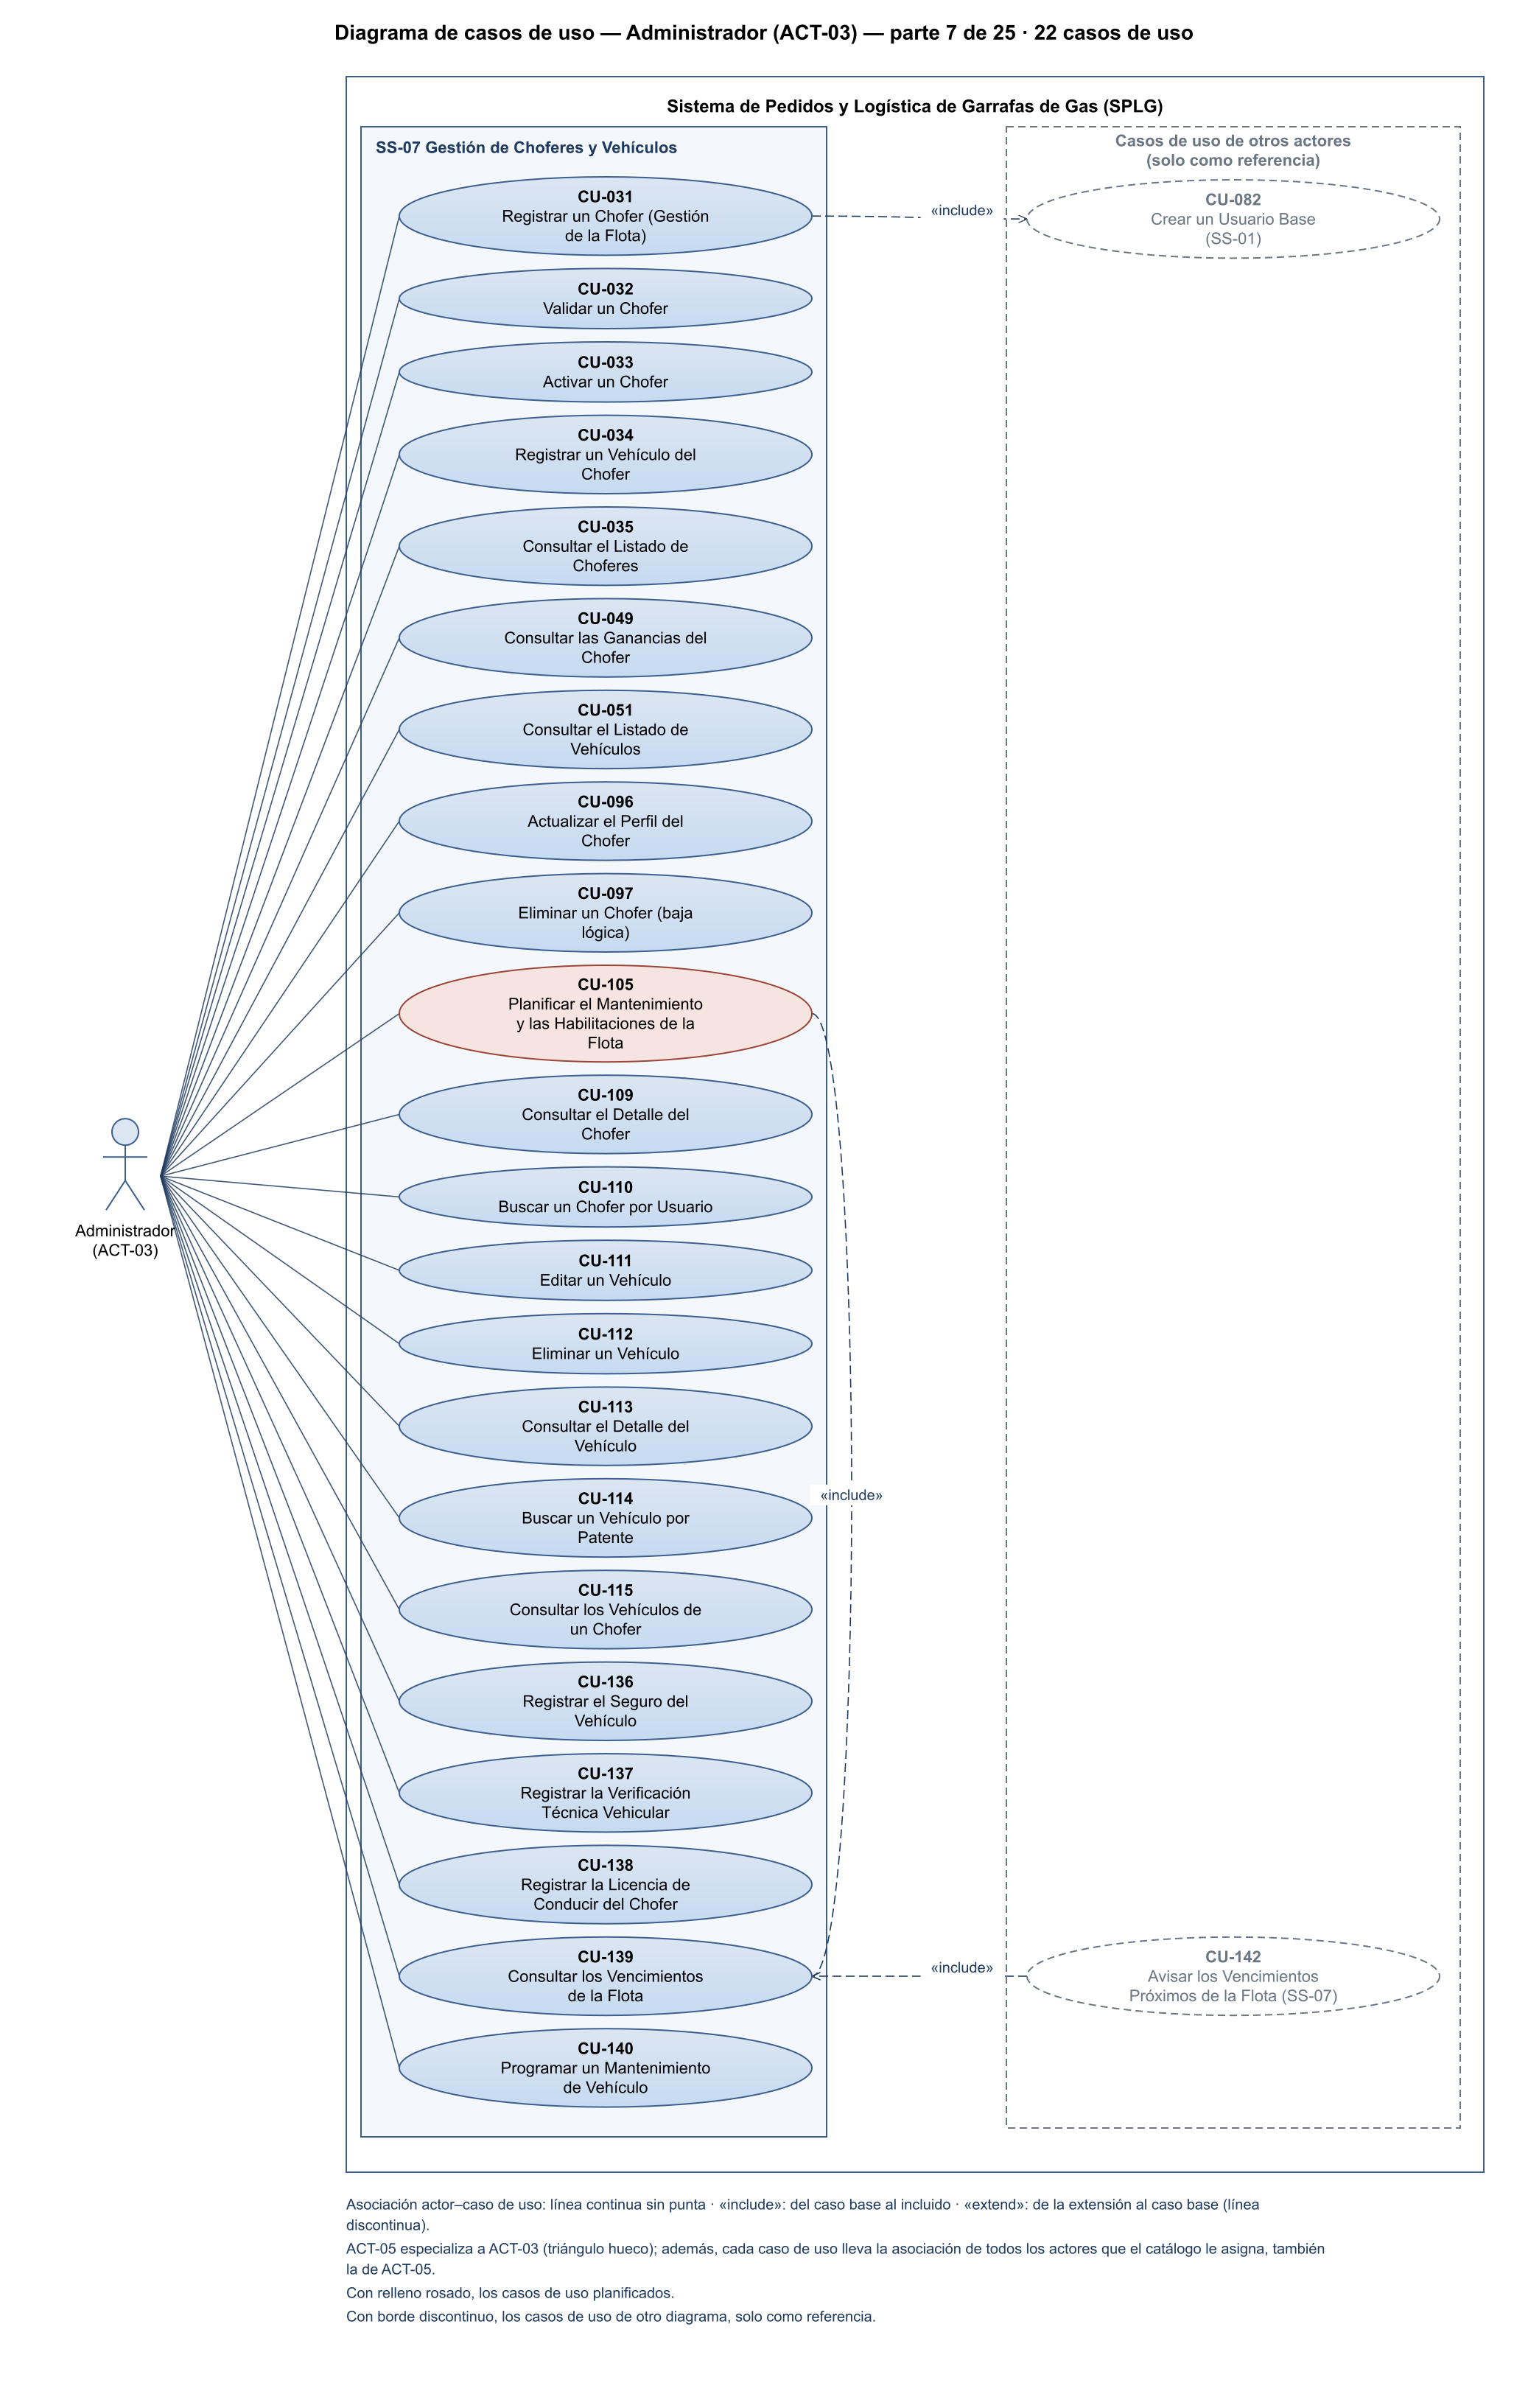 Diagrama de casos de uso — Administrador (ACT-03) — parte 7 de 25 · 22 casos de uso
Sistema de Pedidos y Logística de Garrafas de Gas (SPLG)
SS-07 Gestión de Choferes y Vehículos
Casos de uso de otros actores
(solo como referencia)
CU-031
Registrar un Chofer (Gestión
de la Flota)
«include»
CU-082
Crear un Usuario Base
(SS-01)
CU-032
Validar un Chofer
CU-033
Activar un Chofer
CU-034
Registrar un Vehículo del
Chofer
CU-035
Consultar el Listado de
Choferes
CU-049
Consultar las Ganancias del
Chofer
CU-051
Consultar el Listado de
Vehículos
CU-096
Actualizar el Perfil del
Chofer
CU-097
Eliminar un Chofer (baja
lógica)
CU-105
Planificar el Mantenimiento
y las Habilitaciones de la
Flota
CU-109
Consultar el Detalle del
Chofer
CU-110
Buscar un Chofer por Usuario
Administrador
(ACT-03)
CU-111
Editar un Vehículo
CU-112
Eliminar un Vehículo
CU-113
Consultar el Detalle del
Vehículo
«include»
CU-114
Buscar un Vehículo por
Patente
CU-115
Consultar los Vehículos de
un Chofer
CU-136
Registrar el Seguro del
Vehículo
CU-137
Registrar la Verificación
Técnica Vehicular
CU-138
Registrar la Licencia de
Conducir del Chofer
CU-139
Consultar los Vencimientos
de la Flota
«include»
CU-142
Avisar los Vencimientos
Próximos de la Flota (SS-07)
CU-140
Programar un Mantenimiento
de Vehículo
Asociación actor–caso de uso: línea continua sin punta · «include»: del caso base al incluido · «extend»: de la extensión al caso base (línea
discontinua).
ACT-05 especializa a ACT-03 (triángulo hueco); además, cada caso de uso lleva la asociación de todos los actores que el catálogo le asigna, también
la de ACT-05.
Con relleno rosado, los casos de uso planificados.
Con borde discontinuo, los casos de uso de otro diagrama, solo como referencia.